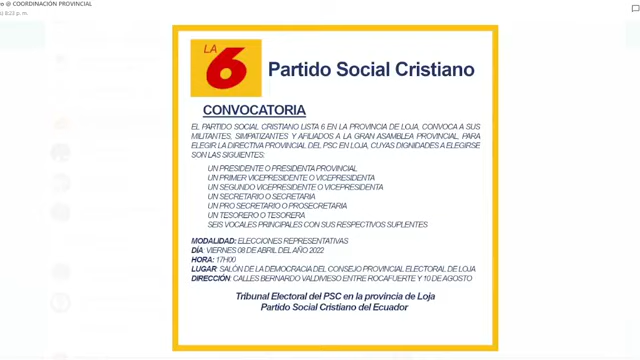 @ COORDINACIÓN PROVINCIAL
8:23 p. m.
LA
6
Partido Social Cristiano
CONVOCATORIA
EL PARTIDO SOCIAL CRISTIANO LISTA 6 EN LA PROVINCIA DE LOJA, CONVOCA A SUS
MILITANTES, SIMPATIZANTES Y AFILIADOS A LA GRAN ASAMBLEA PROVINCIAL, PARA
ELEGIR LA DIRECTIVA PROVINCIAL DEL PSC EN LOJA, CUYAS DIGNIDADES A ELEGIRSE
SON LAS SIGUIENTES:
UN PRESIDENTE O PRESIDENTA PROVINCIAL
UN PRIMER VICEPRESIDENTE O VICEPRESIDENTA
UN SEGUNDO VICEPRESIDENTE O VICEPRESIDENTA
UN SECRETARIO O SECRETARIA
UN PRO SECRETARIO O PROSECRETARIA
UN TESORERO O TESORERA
SEIS VOCALES PRINCIPALES CON SUS RESPECTIVOS SUPLENTES
MODALIDAD: ELECCIONES REPRESENTATIVAS
DÍA: VIERNES 08 DE ABRIL DEL AÑO 2022
HORA: 17H00
LUGAR: SALÓN DE LA DEMOCRACIA DEL CONSEJO PROVINCIAL ELECTORAL DE LOJA
DIRECCIÓN: CALLES BERNARDO VALDIVIESO ENTRE ROCAFUERTE Y 10 DE AGOSTO
Tribunal Electoral del PSC en la provincia de Loja
Partido Social Cristiano del Ecuador